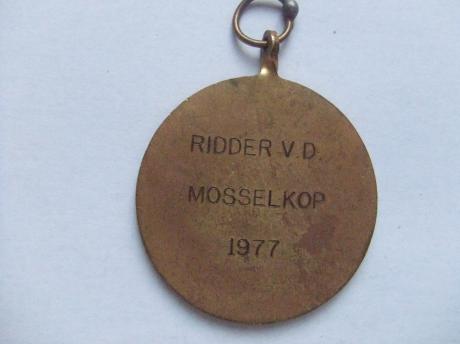 RIDDER V.D.
MOSSELKOP
1977